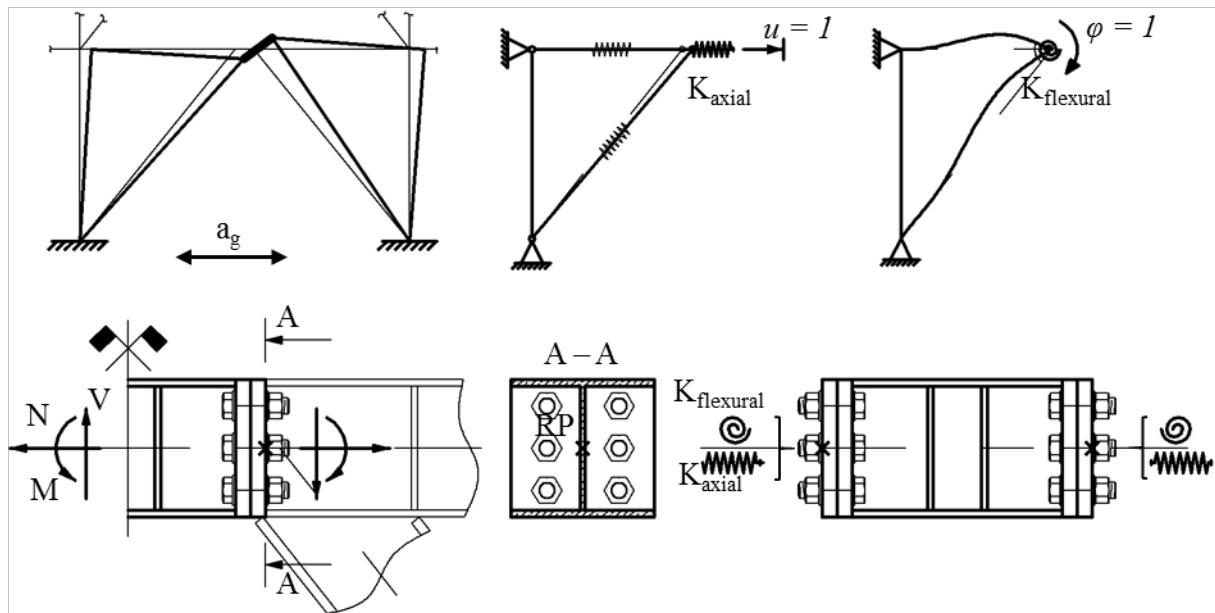 u = 1
φ = 1
K_axial
K_flexural
a_g
A
A – A
N
V
M
RP
K_flexural
K_axial
A